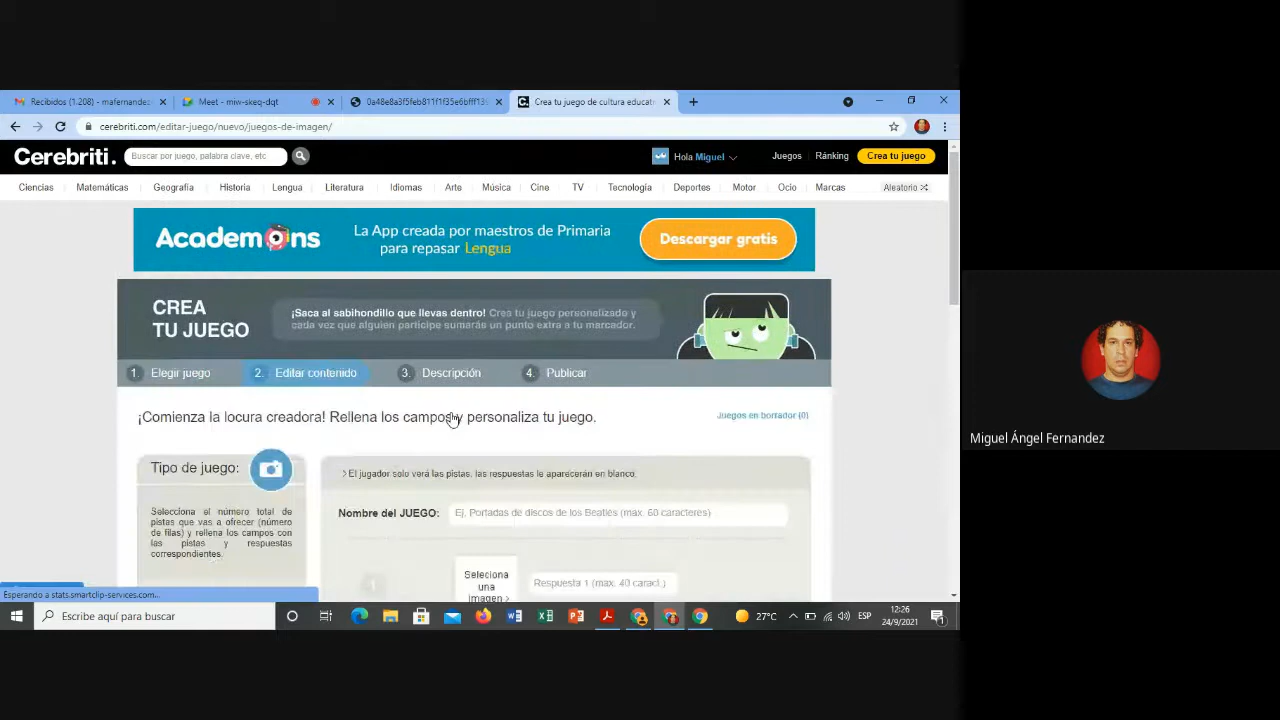 Recibidos (1.208) - mafernandez
Meet - miw-skeq-dqt
0a48e8a3f5feb811f1f35e6bfff13
Crea tu juego de cultura educat
cerebriti.com/editar-juego/nuevo/juegos-de-imagen/
Cerebriti.
Buscar por juego, palabra clave, etc
Hola Miguel
Juegos
Ránking
Crea tu juego
Ciencias
Matemáticas
Geografía
Historia
Lengua
Literatura
Idiomas
Arte
Música
Cine
TV
Tecnología
Deportes
Motor
Ocio
Marcas
Aleatorio
Academons
La App creada por maestros de Primaria
para repasar Lengua
Descargar gratis
CREA
TU JUEGO
¡Saca al sabihondillo que llevas dentro! Crea tu juego personalizado y
cada vez que alguien participe sumarás un punto extra a tu marcador.
1. Elegir juego
2. Editar contenido
3. Descripción
4. Publicar
¡Comienza la locura creadora! Rellena los campos y personaliza tu juego.
Juegos en borrador (0)
Tipo de juego:
Selecciona el número total de
pistas que vas a ofrecer (número
de filas) y rellena los campos con
las pistas y respuestas
correspondientes.
> El jugador solo verá las pistas, las respuestas le aparecerán en blanco.
Nombre del JUEGO:
Ej. Portadas de discos de los Beatles (max. 60 caracteres)
1
Selecciona
una
imagen >
Respuesta 1 (max. 40 caract.)
Esperando a stats.smartclip-services.com...
Escribe aquí para buscar
27°C
ESP
12:26
24/9/2021
Miguel Ángel Fernandez